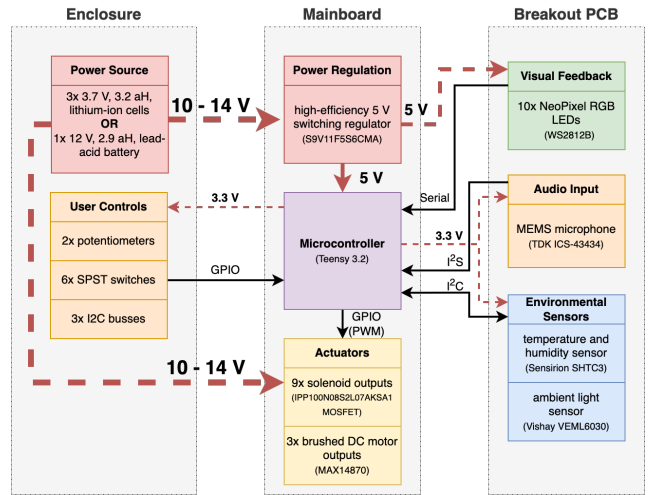 Enclosure
Mainboard
Breakout PCB
Power Source
3x 3.7 V, 3.2 aH,
lithium-ion cells
OR
1x 12 V, 2.9 aH, lead-
acid battery
10 - 14 V
Power Regulation
high-efficiency 5 V
switching regulator
(S9V11F5S6CMA)
5 V
Visual Feedback
10x NeoPixel RGB
LEDs
(WS2812B)
5 V
User Controls
2x potentiometers
6x SPST switches
3x I2C busses
3.3 V
GPIO
Microcontroller
(Teensy 3.2)
Serial
3.3 V
I²S
I²C
Audio Input
MEMS microphone
(TDK ICS-43434)
Environmental
Sensors
temperature and
humidity sensor
(Sensirion SHTC3)
ambient light
sensor
(Vishay VEML6030)
GPIO
(PWM)
10 - 14 V
Actuators
9x solenoid outputs
(IPP100N08S2L07AKSA1
MOSFET)
3x brushed DC motor
outputs
(MAX14870)